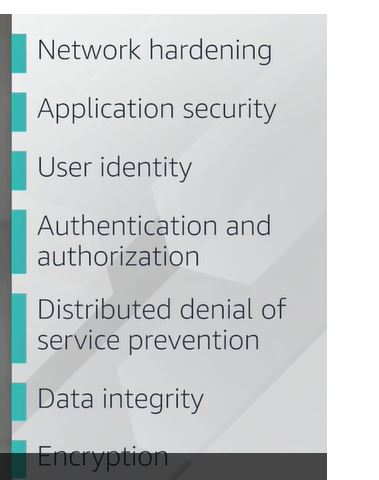 Network hardening
Application security
User identity
Authentication and
authorization
Distributed denial of
service prevention
Data integrity
Encryption